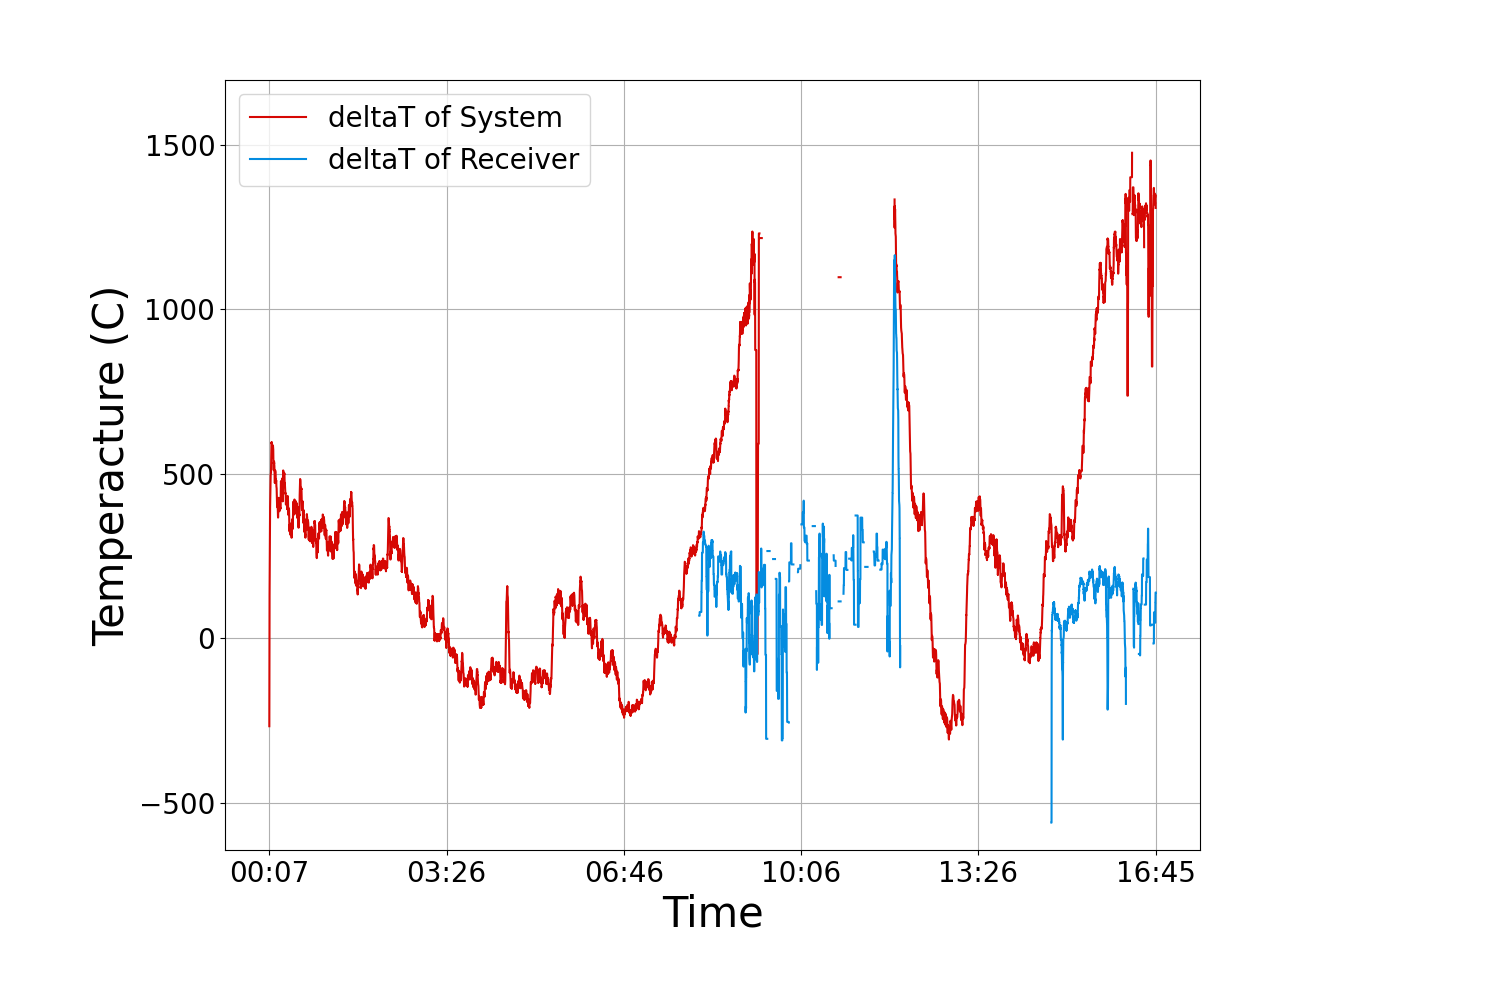 deltaT of System
deltaT of Receiver
1500
1000
500
0
−500
Temperacture (C)
00:07 03:26 06:46 10:06 13:26 16:45
Time